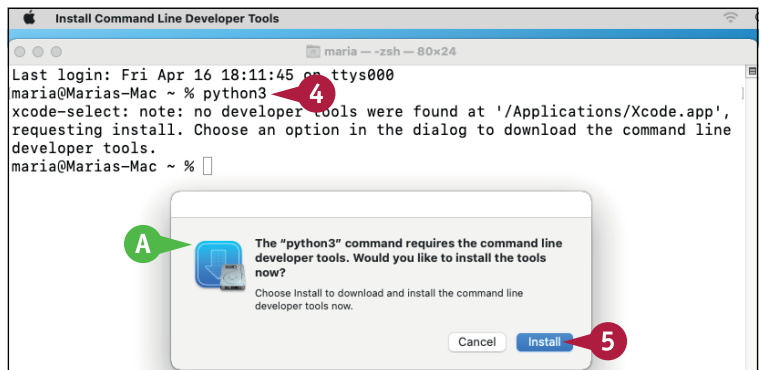 Install Command Line Developer Tools
maria — -zsh — 80×24
Last login: Fri Apr 16 18:11:45 on ttys000
maria@Marias-Mac ~ % python3
4
xcode-select: note: no developer tools were found at '/Applications/Xcode.app',
requesting install. Choose an option in the dialog to download the command line
developer tools.
maria@Marias-Mac ~ %
A
The “python3” command requires the command line
developer tools. Would you like to install the tools
now?
Choose Install to download and install the command line
developer tools now.
Cancel
Install
5